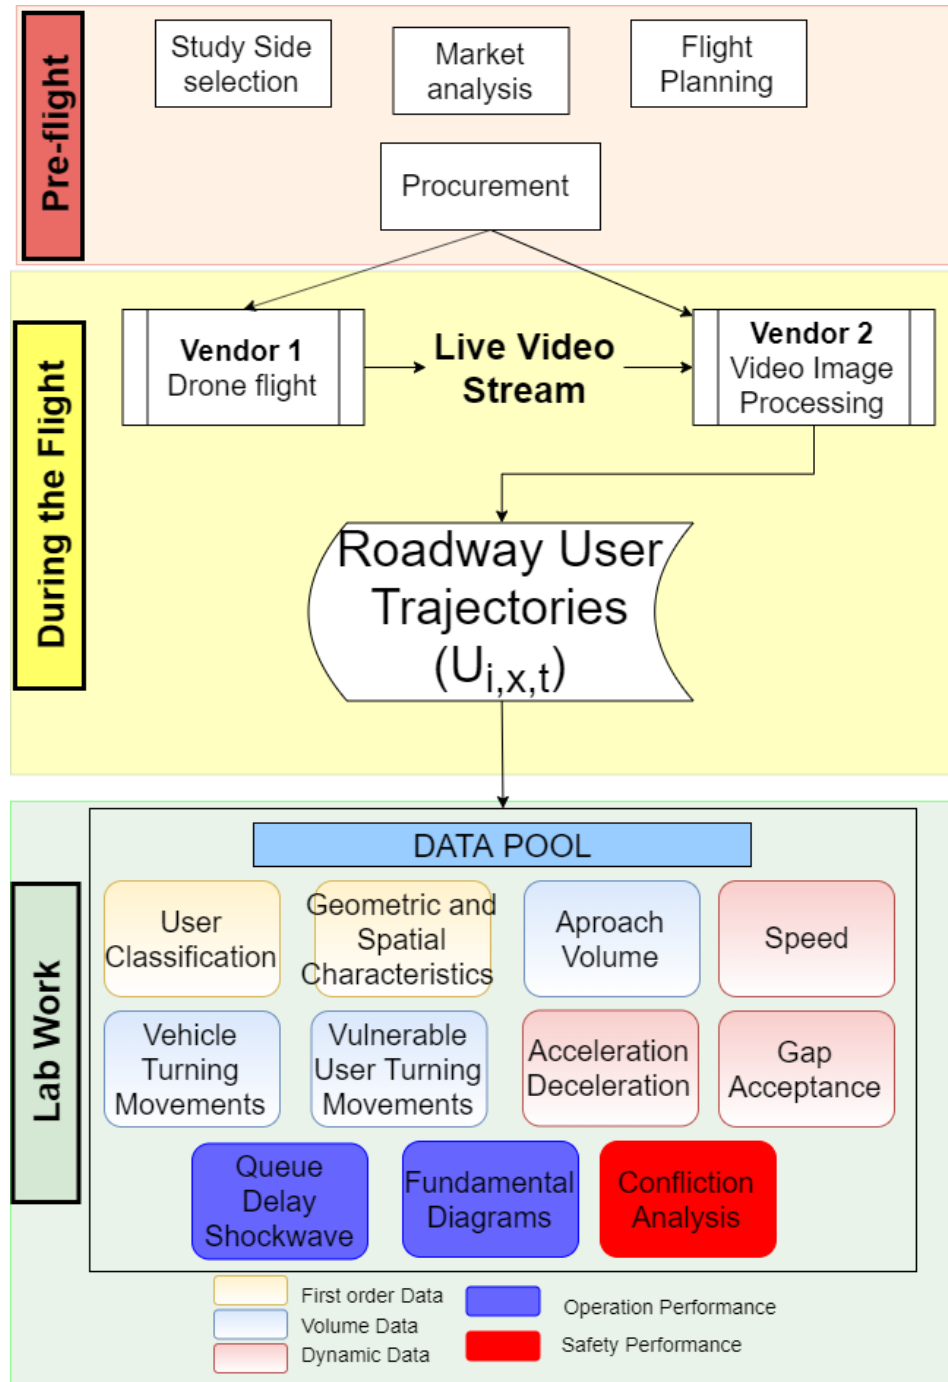 Pre-flight
Study Side
selection
Market
analysis
Flight
Planning
Procurement
During the Flight
Vendor 1
Drone flight
Live Video
Stream
Vendor 2
Video Image
Processing
Roadway User
Trajectories
(U_{i,x,t})
Lab Work
DATA POOL
User
Classification
Geometric and
Spatial
Characteristics
Aproach
Volume
Speed
Vehicle
Turning
Movements
Vulnerable
User Turning
Movements
Acceleration
Deceleration
Gap
Acceptance
Queue
Delay
Shockwave
Fundamental
Diagrams
Confliction
Analysis
First order Data
Volume Data
Dynamic Data
Operation Performance
Safety Performance